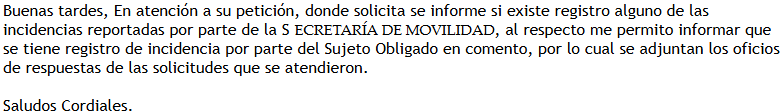 Buenas tardes, En atención a su petición, donde solicita se informe si existe registro alguno de las
incidencias reportadas por parte de la S ECRETARÍA DE MOVILIDAD, al respecto me permito informar que
se tiene registro de incidencia por parte del Sujeto Obligado en comento, por lo cual se adjuntan los oficios
de respuestas de las solicitudes que se atendieron.
Saludos Cordiales.